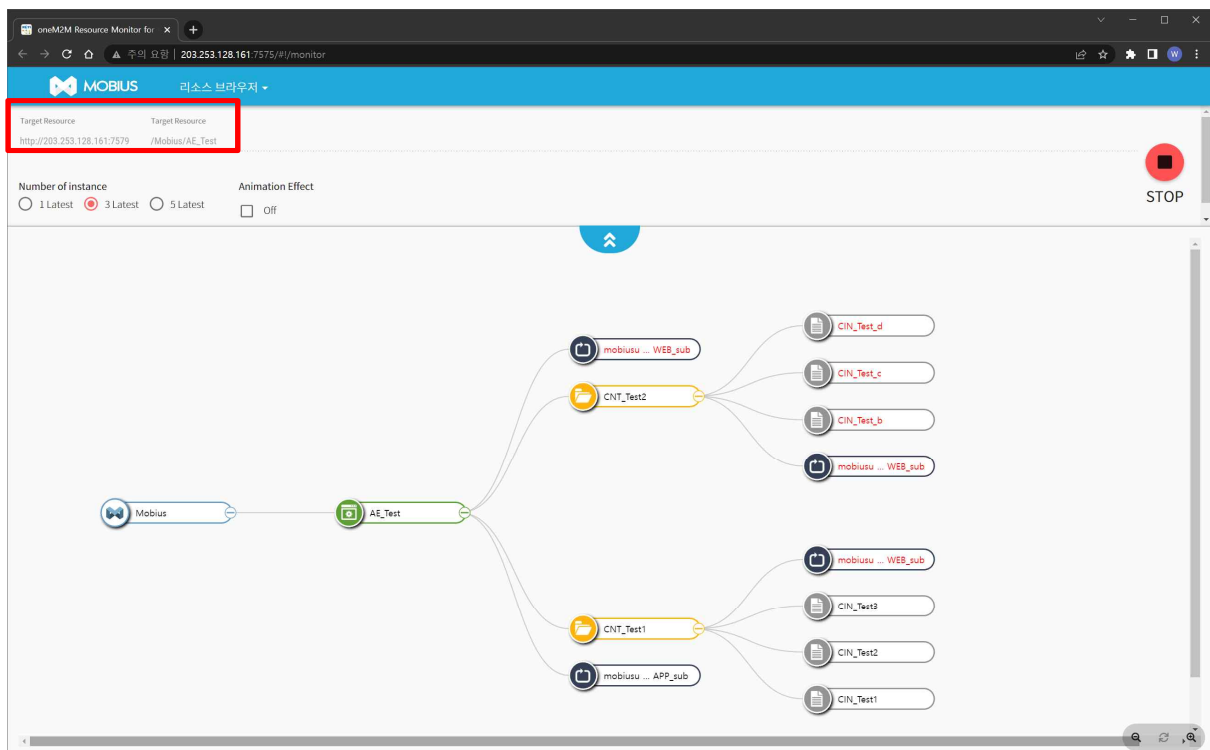 oneM2M Resource Monitor for
주의 요함 | 203.253.128.161:7575/#!/monitor
W
MOBIUS 리소스 브라우저
Target Resource Target Resource
http://203.253.128.161:7579 /Mobius/AE_Test
Number of instance Animation Effect
1 Latest 3 Latest 5 Latest Off
STOP
CIN_Test_d
mobiusu ... WEB_sub
CIN_Test_c
CNT_Test2
CIN_Test_b
mobiusu ... WEB_sub
Mobius AE_Test
mobiusu ... WEB_sub
CIN_Test3
CNT_Test1
CIN_Test2
mobiusu ... APP_sub
CIN_Test1